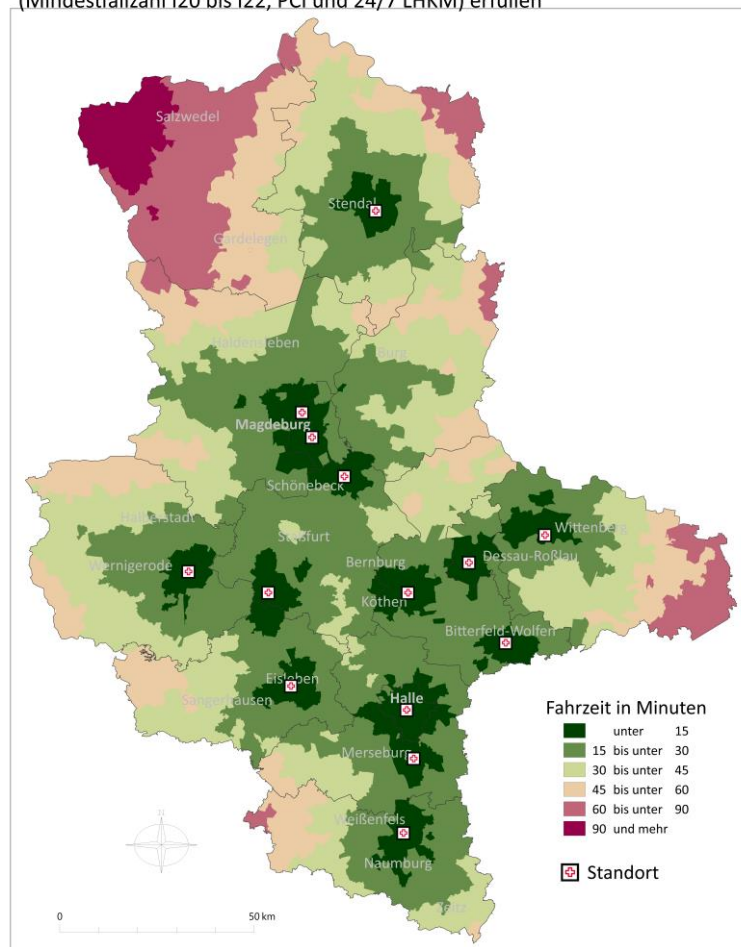 (Mindestfallzahl I20 bis I22, PCI und 24/7 LHKM) erfüllen
Salzwedel
Stendal
Gardelegen
Haldensleben
Burg
Magdeburg
Schönebeck
Halberstadt
Staßfurt
Wittenberg
Wernigerode
Bernburg
Dessau-Roßlau
Köthen
Bitterfeld-Wolfen
Eisleben
Sangerhausen
Halle
Merseburg
Weißenfels
Naumburg
Zeitz
Fahrzeit in Minuten
unter 15
15 bis unter 30
30 bis unter 45
45 bis unter 60
60 bis unter 90
90 und mehr
Standort
N
0 50 km